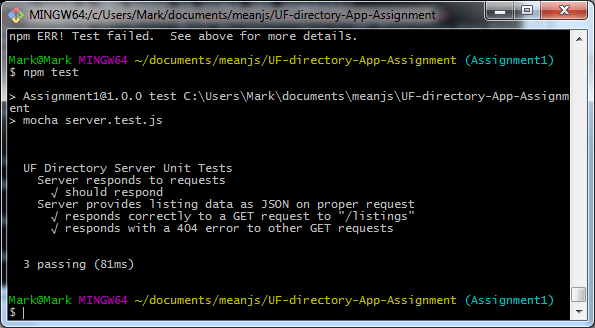 MINGW64:/c/Users/Mark/documents/meanjs/UF-directory-App-Assignment
npm ERR! Test failed.  See above for more details.
Mark@Mark MINGW64 ~/documents/meanjs/UF-directory-App-Assignment (Assignment1)
$ npm test
> Assignment1@1.0.0 test C:\Users\Mark\documents\meanjs\UF-directory-App-Assignm
ent
> mocha server.test.js
UF Directory Server Unit Tests
Server responds to requests
√ should respond
Server provides listing data as JSON on proper request
√ responds correctly to a GET request to "/listings"
√ responds with a 404 error to other GET requests
3 passing (81ms)
Mark@Mark MINGW64 ~/documents/meanjs/UF-directory-App-Assignment (Assignment1)
$